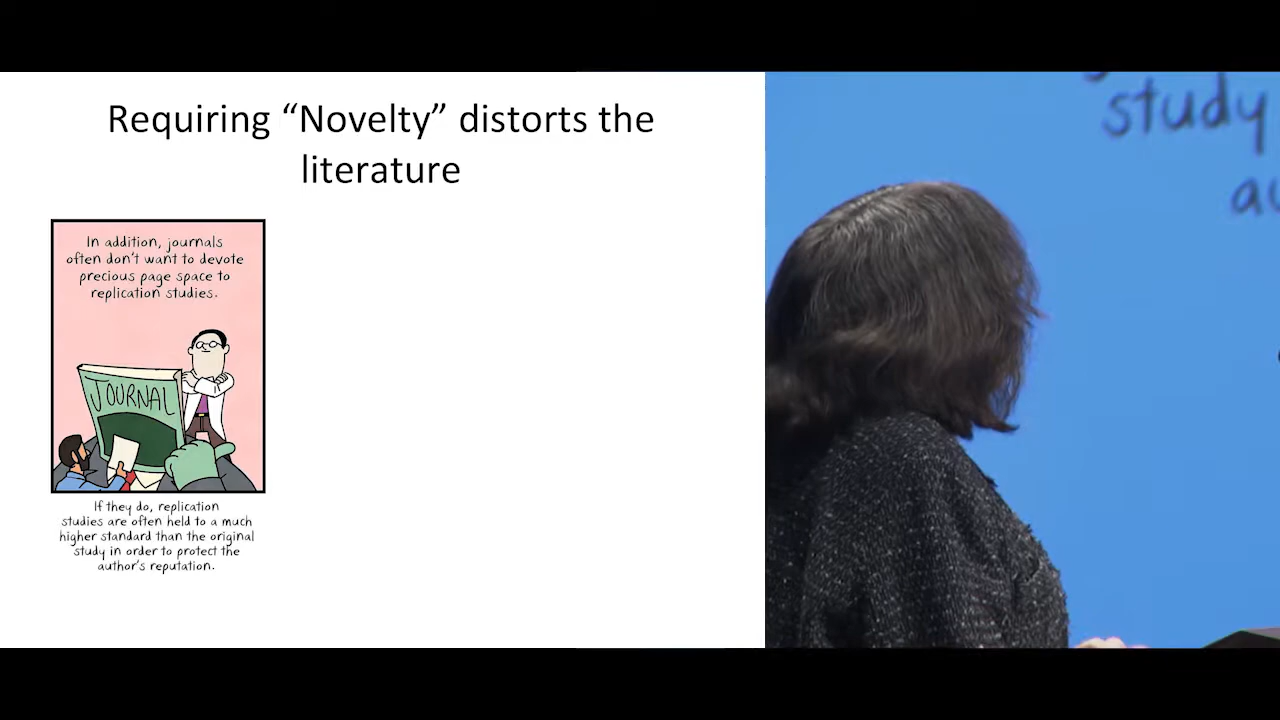 Requiring “Novelty” distorts the
literature
In addition, journals
often don't want to devote
precious page space to
replication studies.
JOURNAL
If they do, replication
studies are often held to a much
higher standard than the original
study in order to protect the
author's reputation.
study